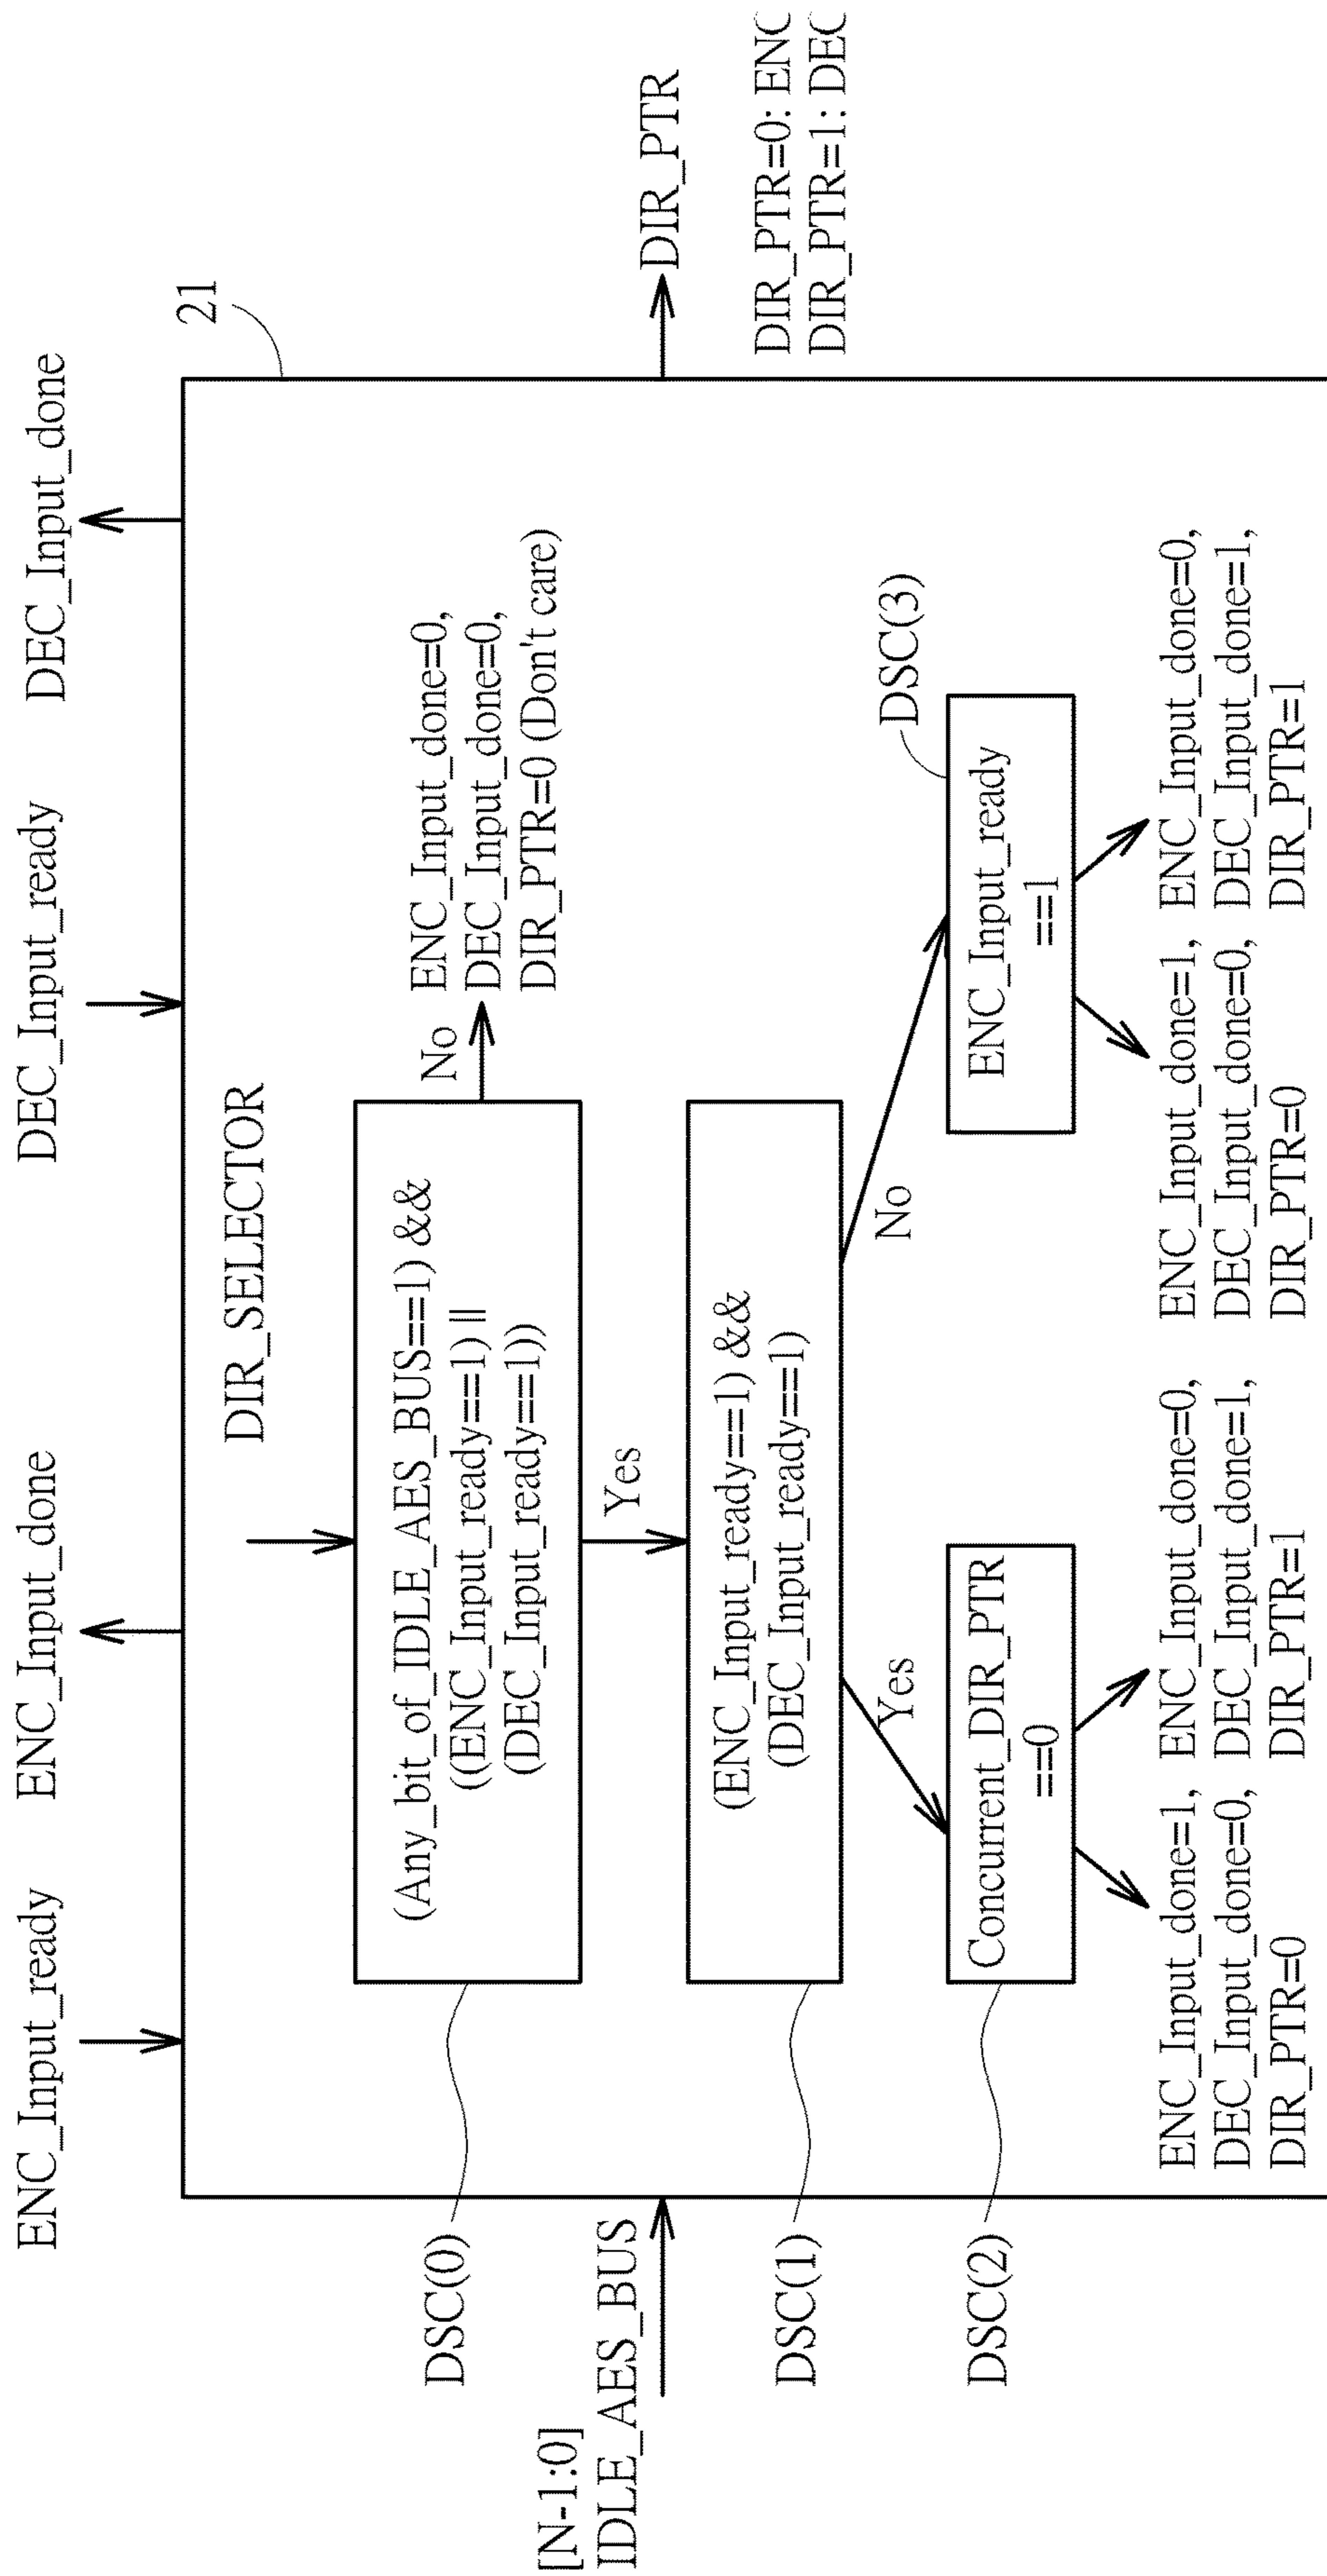 ENC_Input_ready
ENC_Input_done
DEC_Input_ready
DEC_Input_done
21
DIR_SELECTOR
[N-1:0]
IDLE_AES_BUS
DIR_PTR
DIR_PTR=0: ENC
DIR_PTR=1: DEC
DSC(0)
(Any_bit_of_IDLE_AES_BUS==1) &&
((ENC_Input_ready==1) ||
(DEC_Input_ready==1))
No
ENC_Input_done=0,
DEC_Input_done=0,
DIR_PTR=0 (Don't care)
Yes
DSC(1)
(ENC_Input_ready==1) &&
(DEC_Input_ready==1)
Yes
No
DSC(2)
Concurrent_DIR_PTR
==0
DSC(3)
ENC_Input_ready
==1
ENC_Input_done=1,
DEC_Input_done=0,
DIR_PTR=0
ENC_Input_done=0,
DEC_Input_done=1,
DIR_PTR=1
ENC_Input_done=1,
DEC_Input_done=0,
DIR_PTR=0
ENC_Input_done=0,
DEC_Input_done=1,
DIR_PTR=1